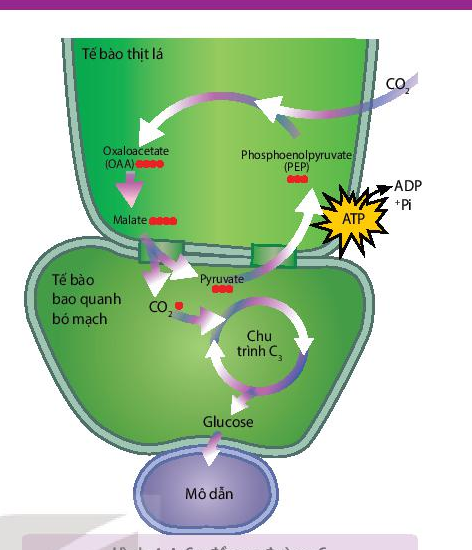 Tế bào thịt lá
CO2
Oxaloacetate
(OAA)
Phosphoenolpyruvate
(PEP)
ADP
+Pi
ATP
Malate
Tế bào
bao quanh
bó mạch
Pyruvate
CO2
Chu
trình C3
Glucose
Mô dẫn